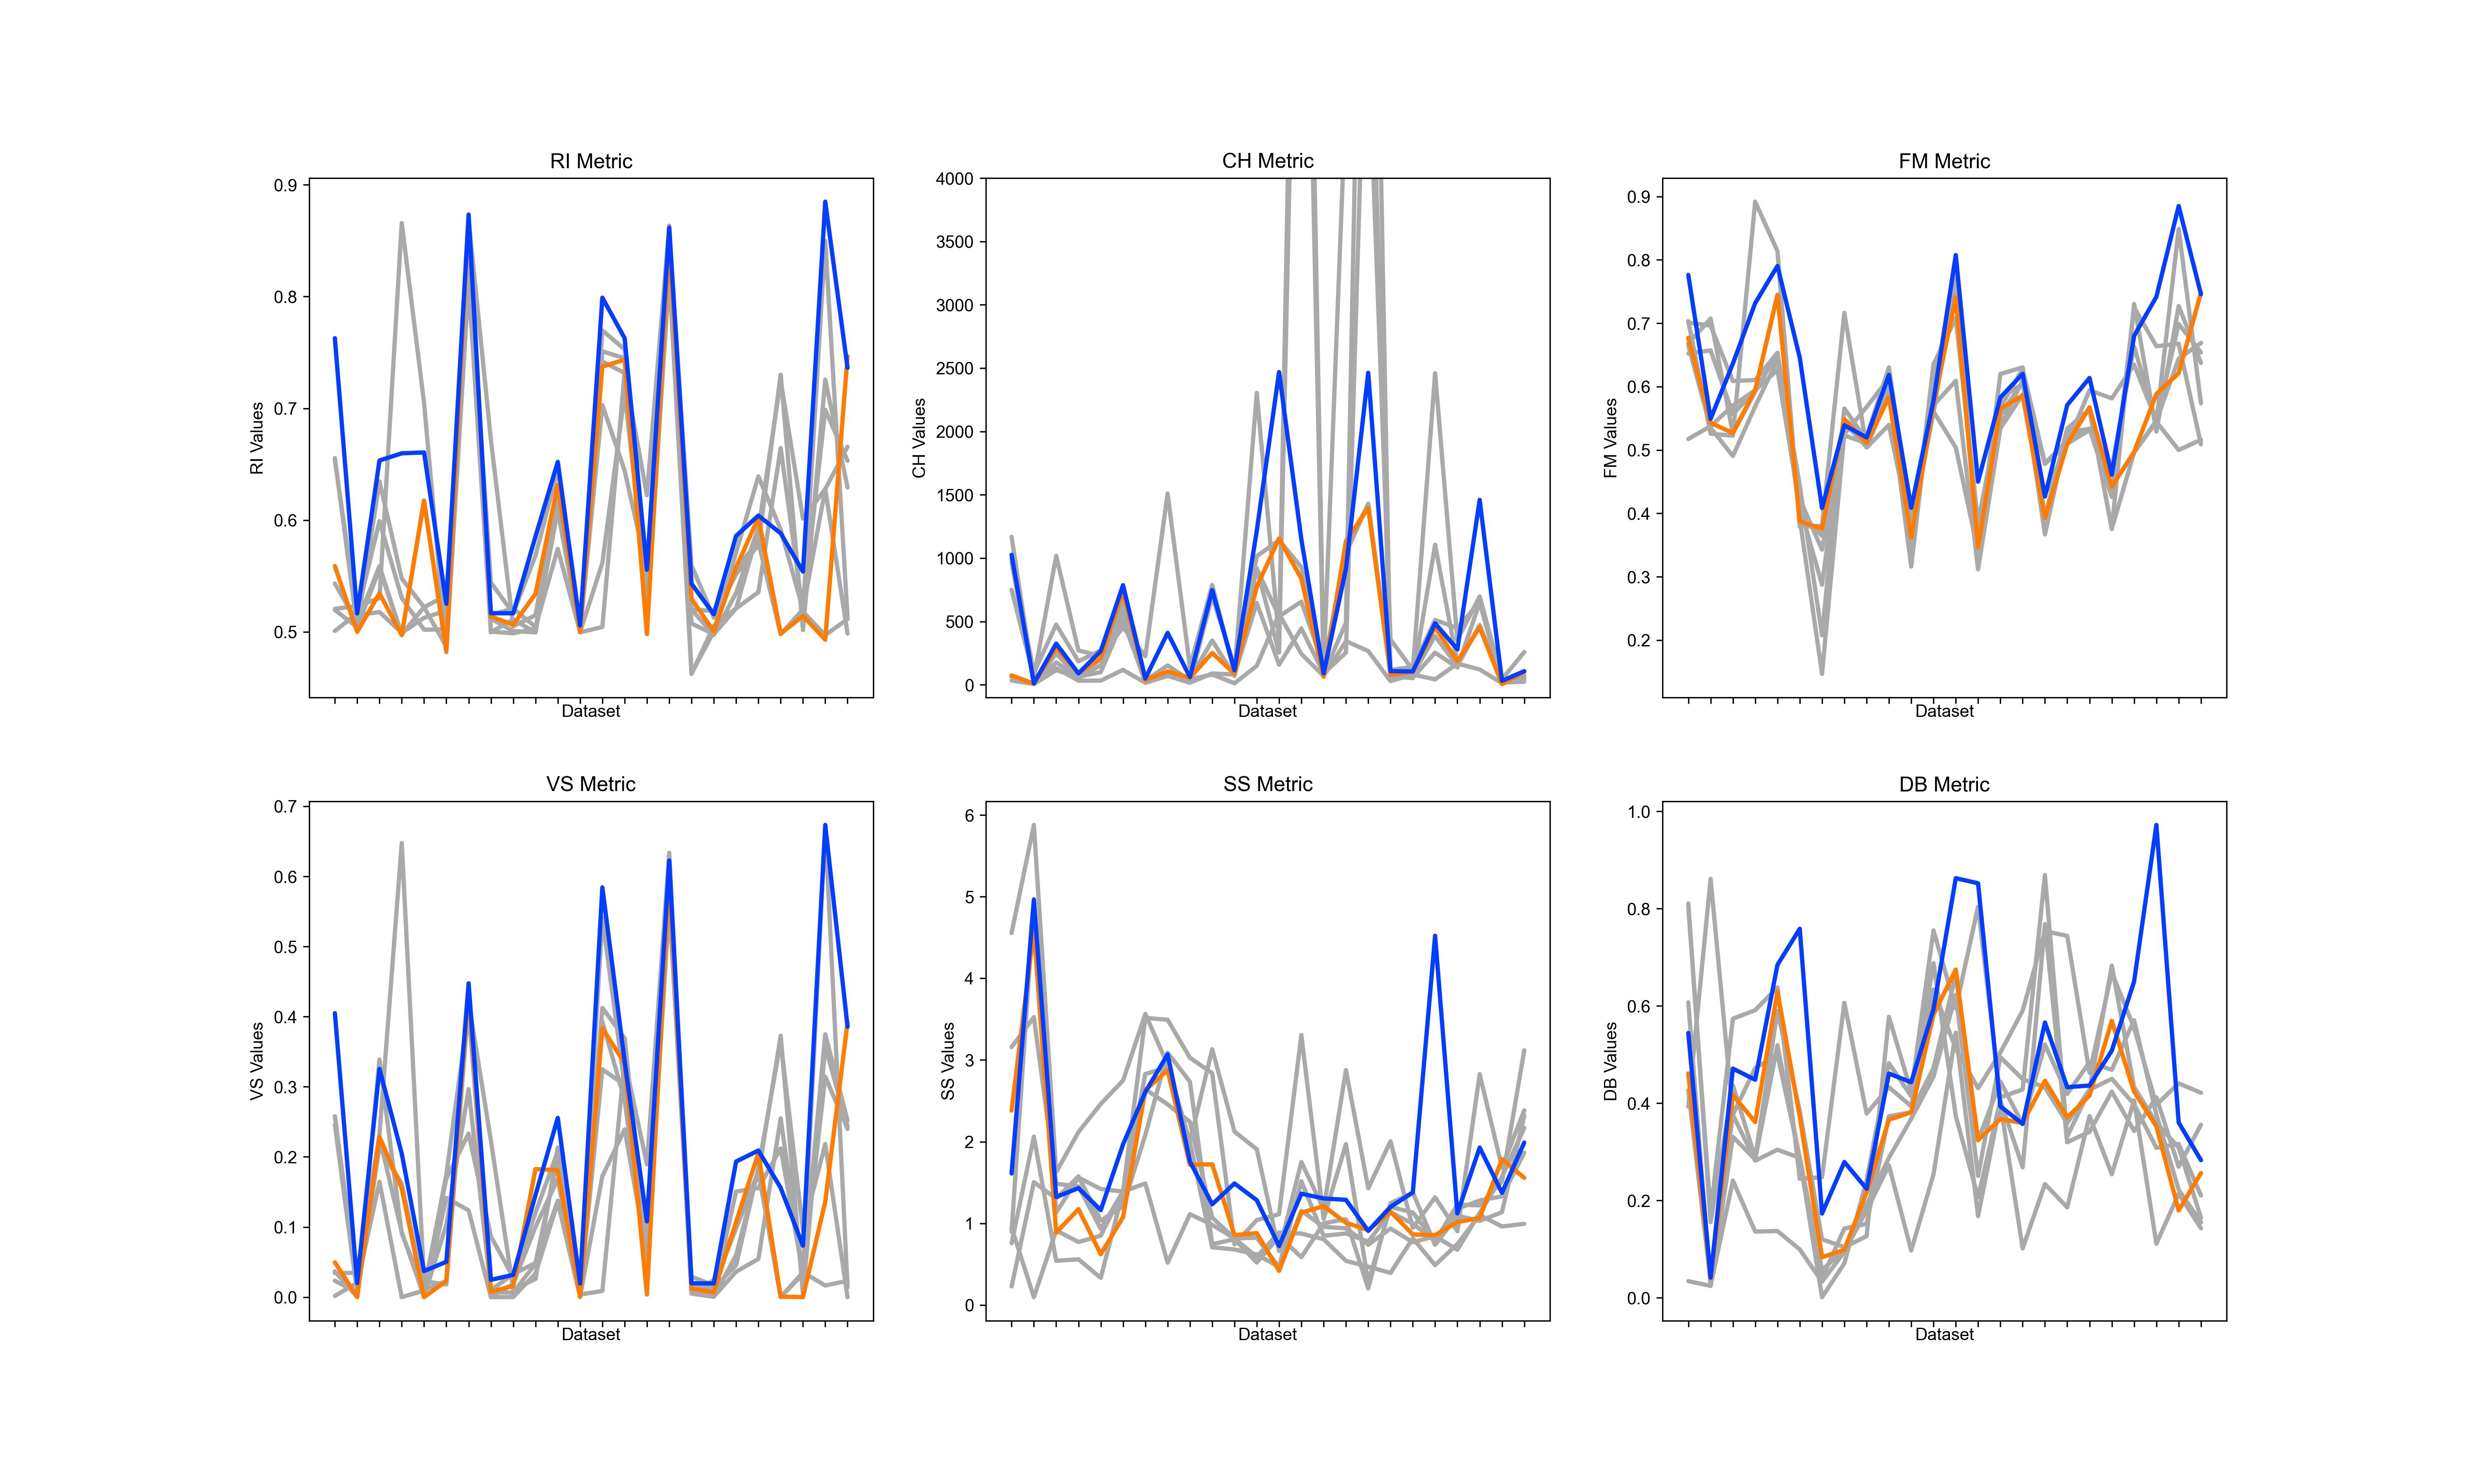 RI Metric
0.9
0.8
0.7
0.6
0.5
RI Values
Dataset
CH Metric
4000
3500
3000
2500
2000
1500
1000
500
0
CH Values
Dataset
FM Metric
0.9
0.8
0.7
0.6
0.5
0.4
0.3
0.2
FM Values
Dataset
VS Metric
0.7
0.6
0.5
0.4
0.3
0.2
0.1
0.0
VS Values
Dataset
SS Metric
6
5
4
3
2
1
0
SS Values
Dataset
DB Metric
1.0
0.8
0.6
0.4
0.2
0.0
DB Values
Dataset